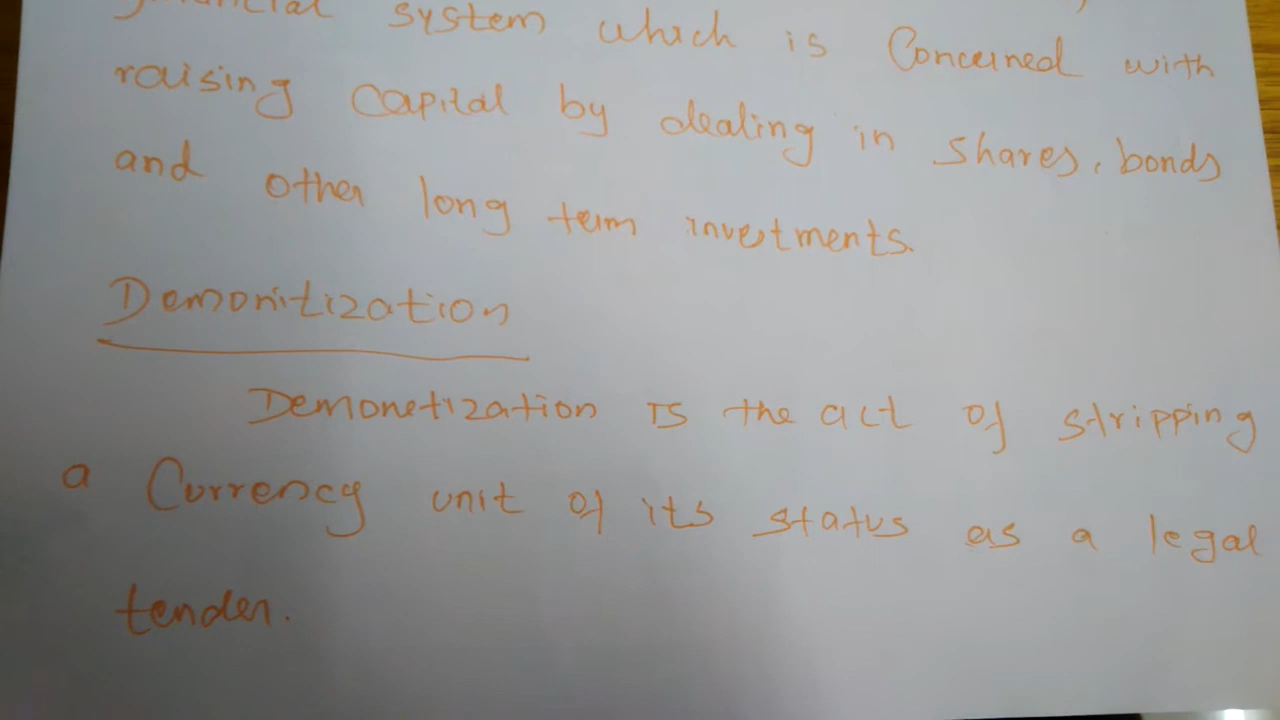 financial system which is Concerned with
raising Capital by dealing in shares, bonds
and other long term investments.
Demonitization
Demonetization is the act of stripping
a Currency unit of its status as a legal
tender.